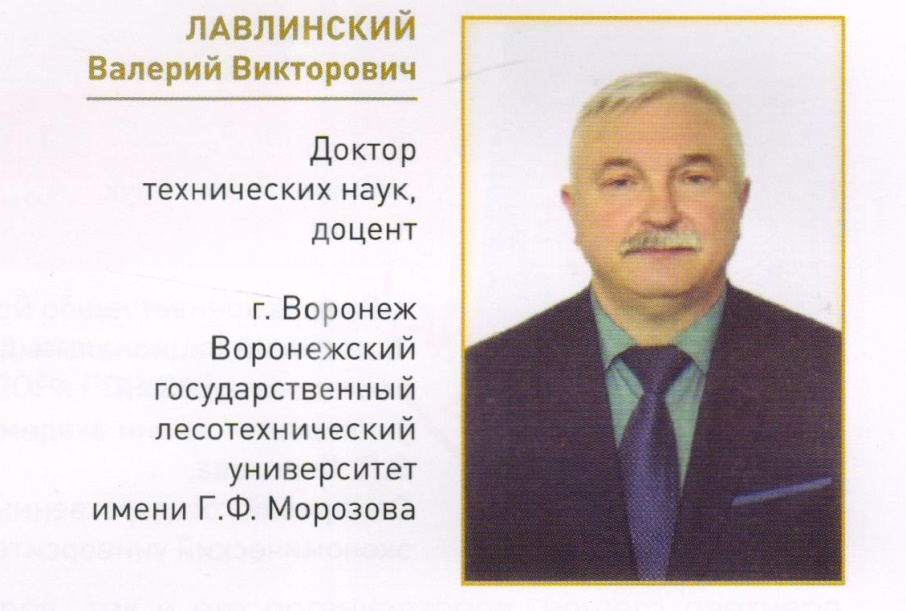 ЛАВЛИНСКИЙ
Валерий Викторович
Доктор
технических наук,
доцент
г. Воронеж
Воронежский
государственный
лесотехнический
университет
имени Г.Ф. Морозова